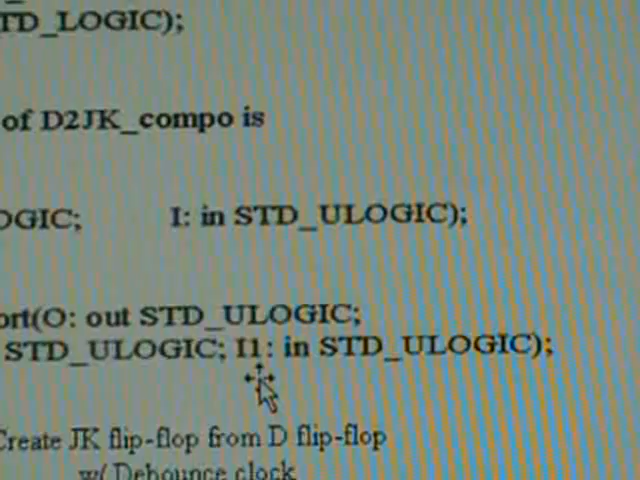 TD_LOGIC);
of D2JK_compo is
OGIC; I: in STD_ULOGIC);
ort(O: out STD_ULOGIC;
STD_ULOGIC; I1: in STD_ULOGIC);
Create JK flip-flop from D flip-flop
w/ Debounce clock